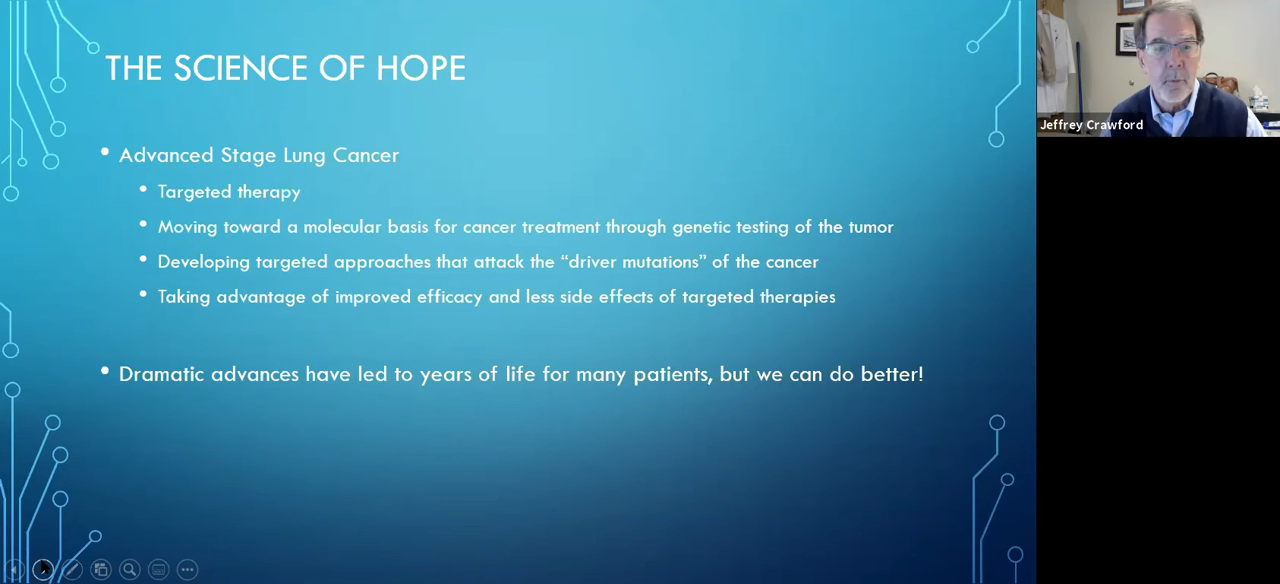 THE SCIENCE OF HOPE
Jeffrey Crawford
• Advanced Stage Lung Cancer
• Targeted therapy
• Moving toward a molecular basis for cancer treatment through genetic testing of the tumor
• Developing targeted approaches that attack the “driver mutations” of the cancer
• Taking advantage of improved efficacy and less side effects of targeted therapies
• Dramatic advances have led to years of life for many patients, but we can do better!